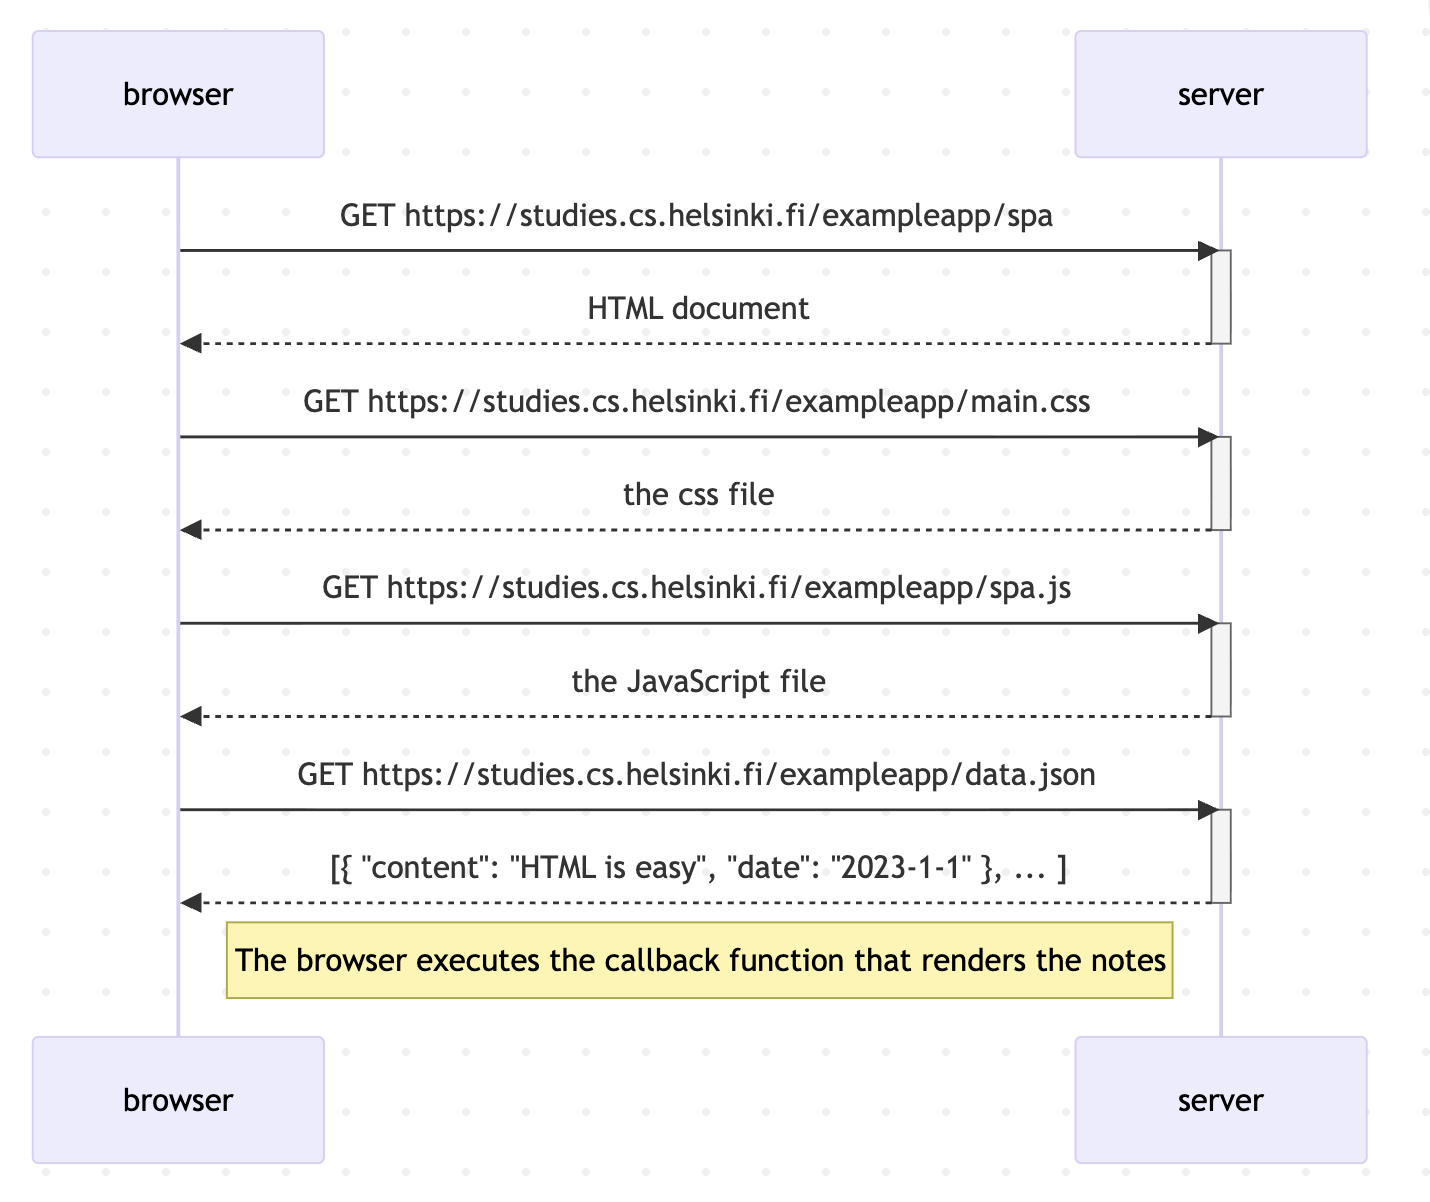 browser
server
GET https://studies.cs.helsinki.fi/exampleapp/spa
HTML document
GET https://studies.cs.helsinki.fi/exampleapp/main.css
the css file
GET https://studies.cs.helsinki.fi/exampleapp/spa.js
the JavaScript file
GET https://studies.cs.helsinki.fi/exampleapp/data.json
[{ "content": "HTML is easy", "date": "2023-1-1" }, ... ]
The browser executes the callback function that renders the notes
browser
server